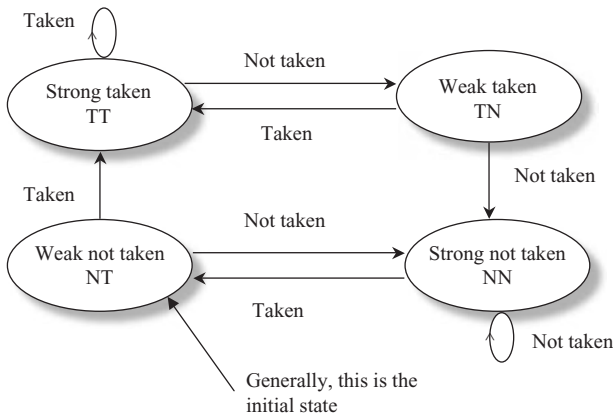 Taken
Not taken
Strong taken
TT
Weak taken
TN
Taken
Not taken
Taken
Not taken
Weak not taken
NT
Strong not taken
NN
Taken
Not taken
Generally, this is the
initial state